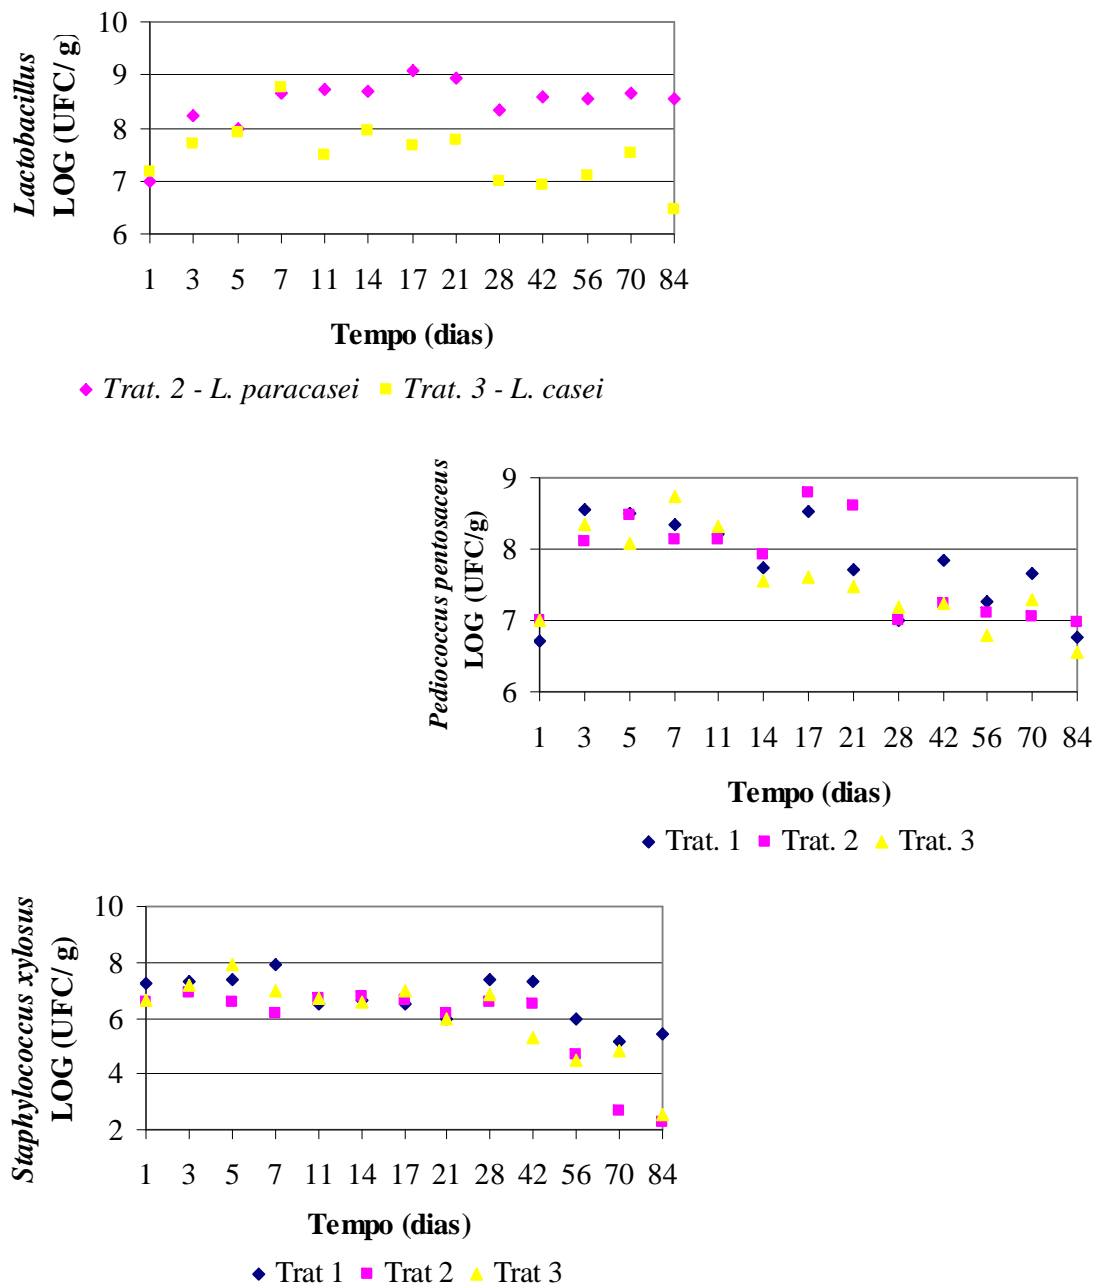 Lactobacillus
LOG (UFC/ g)
10
9
8
7
6
1 3 5 7 11 14 17 21 28 42 56 70 84
Tempo (dias)
Trat. 2 - L. paracasei Trat. 3 - L. casei
Pediococcus pentosaceus
LOG (UFC/g)
9
8
7
6
1 3 5 7 11 14 17 21 28 42 56 70 84
Tempo (dias)
Trat. 1 Trat. 2 Trat. 3
Staphylococcus xylosus
LOG (UFC/ g)
10
8
6
4
2
1 3 5 7 11 14 17 21 28 42 56 70 84
Tempo (dias)
Trat 1 Trat 2 Trat 3